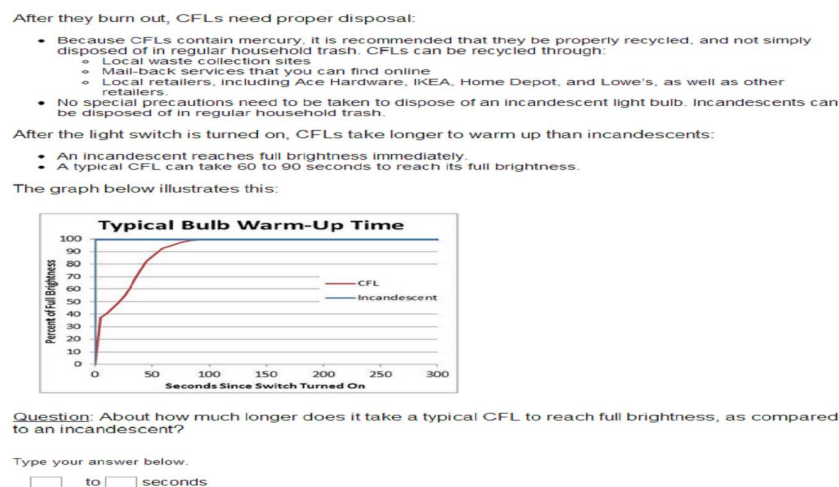 After they burn out, CFLs need proper disposal:
Because CFLs contain mercury, it is recommended that they be properly recycled, and not simply
disposed of in regular household trash. CFLs can be recycled through:
Local waste collection sites
Mail-back services that you can find online
Local retailers, including Ace Hardware, IKEA, Home Depot, and Lowe's, as well as other
retailers.
No special precautions need to be taken to dispose of an incandescent light bulb. Incandescents can
be disposed of in regular household trash.
After the light switch is turned on, CFLs take longer to warm up than incandescents:
An incandescent reaches full brightness immediately.
A typical CFL can take 60 to 90 seconds to reach its full brightness.
The graph below illustrates this:
Typical Bulb Warm-Up Time
Percent of Full Brightness
100
90
80
70
60
50
40
30
20
10
0
CFL
Incandescent
0 50 100 150 200 250 300
Seconds Since Switch Turned On
Question: About how much longer does it take a typical CFL to reach full brightness, as compared
to an incandescent?
Type your answer below.
to seconds